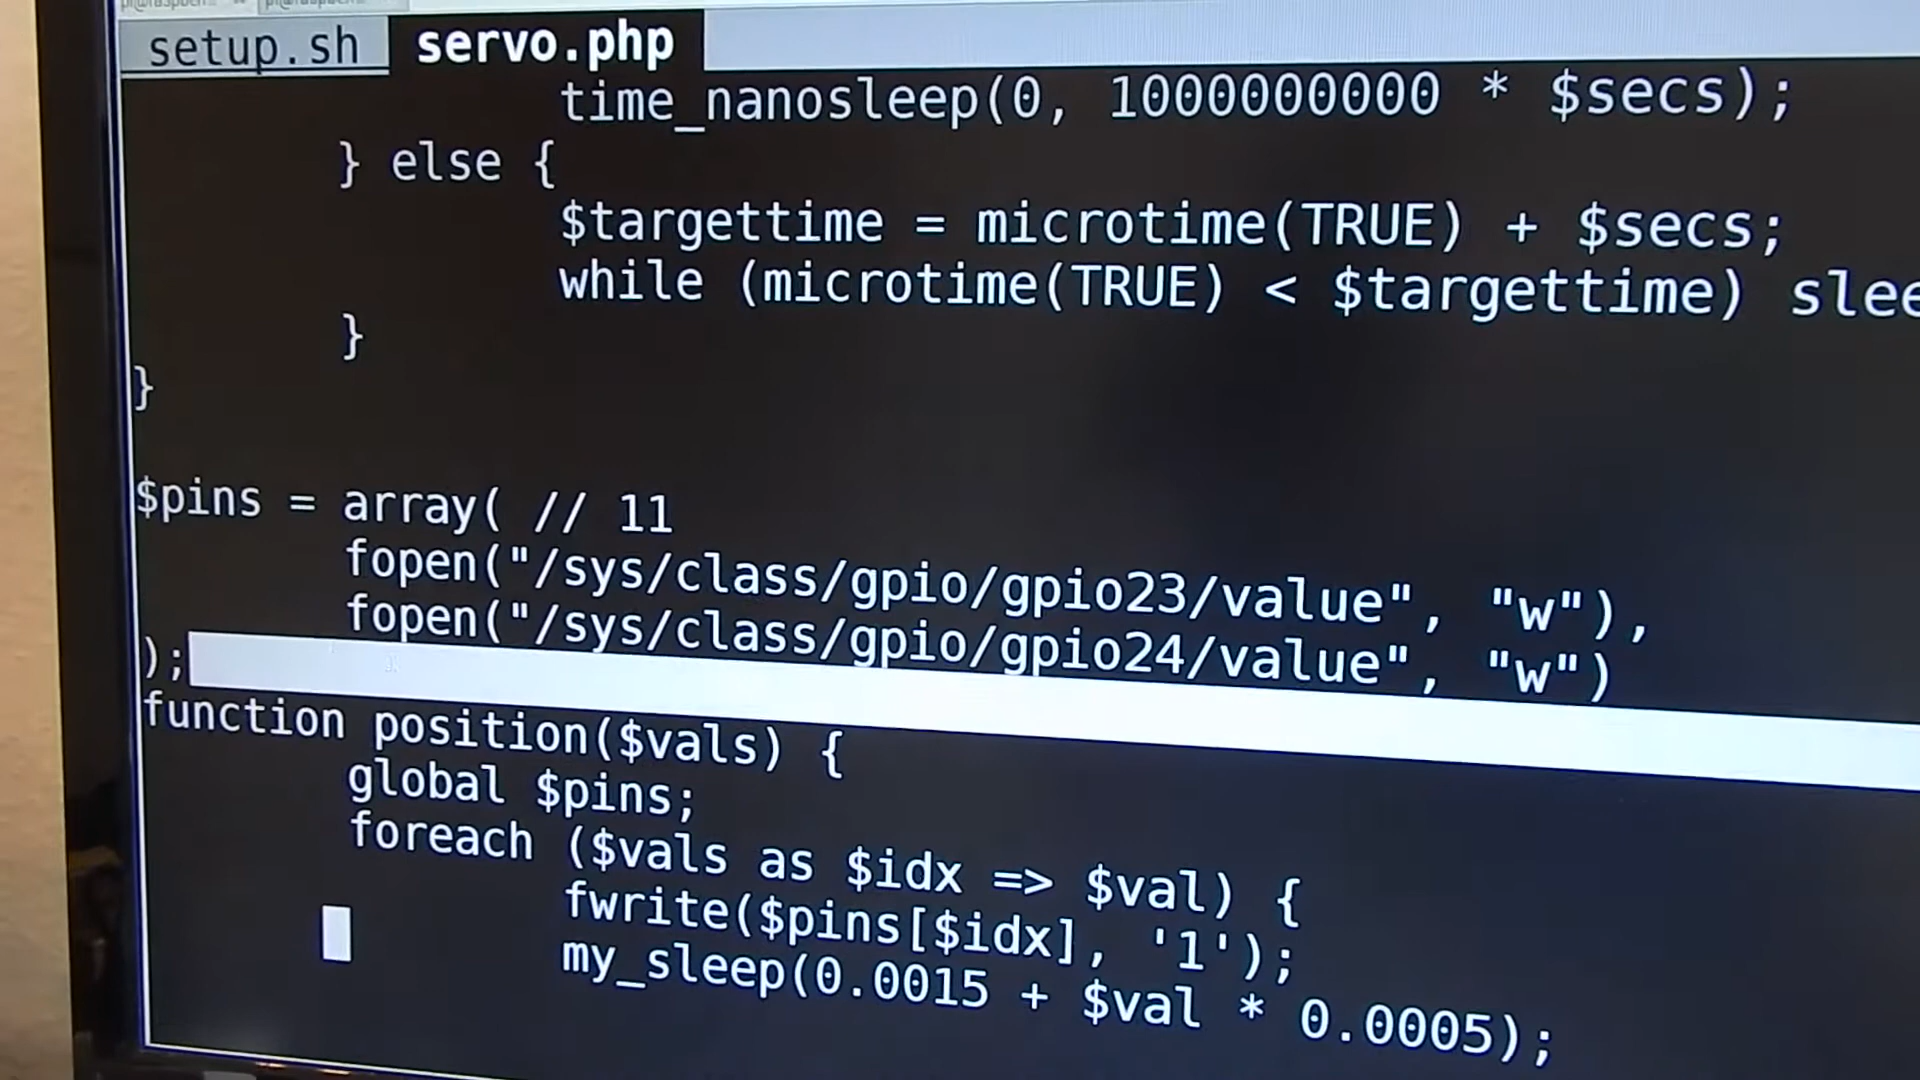 setup.sh servo.php
time_nanosleep(0, 1000000000 * $secs);
} else {
$targettime = microtime(TRUE) + $secs;
while (microtime(TRUE) < $targettime) slee
}
}
$pins = array( // 11
fopen("/sys/class/gpio/gpio23/value", "w"),
fopen("/sys/class/gpio/gpio24/value", "w")
);
function position($vals) {
global $pins;
foreach ($vals as $idx => $val) {
fwrite($pins[$idx], '1');
my_sleep(0.0015 + $val * 0.0005);